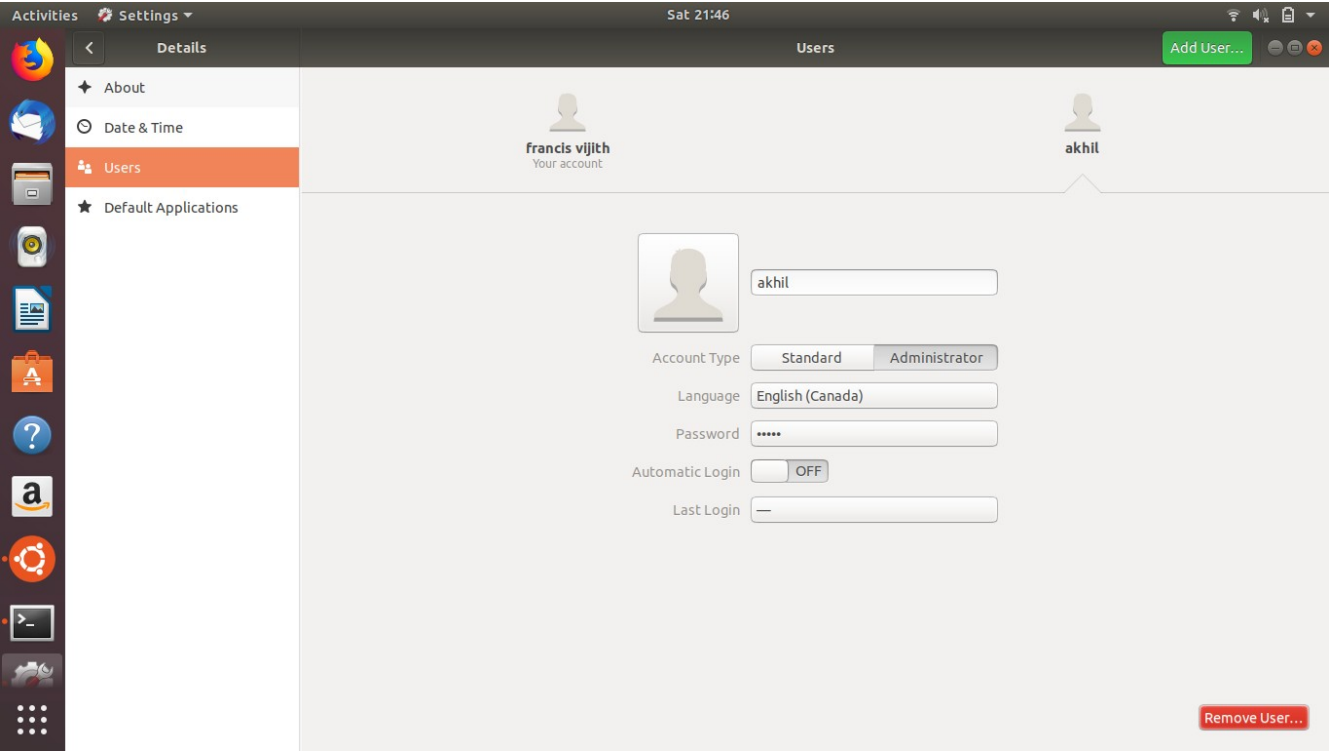 Activities Settings Sat 21:46
Details Users Add User...
About
Date & Time
Users
Default Applications
francis vijith
Your account
akhil
akhil
Account Type Standard Administrator
Language English (Canada)
Password •••••
Automatic Login OFF
Last Login —
Remove User...